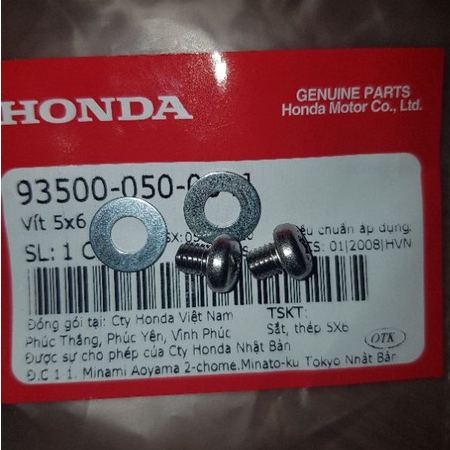 HONDA
GENUINE PARTS
Honda Motor Co., Ltd.
93500-050-
Vít 5x6
chuẩn áp dụng:
SL: 1
01|2008|HVN
Đóng gói tại: Cty Honda Việt Nam
TSKT:
Phúc Thắng, Phúc Yên, Vĩnh Phúc
Sắt, thép 5X6
Được sự cho phép của Cty Honda Nhật Bản
OTK
Đ.C 1 1. Minami Aoyama 2-chome.Minato-ku Tokyo Nhật Bản